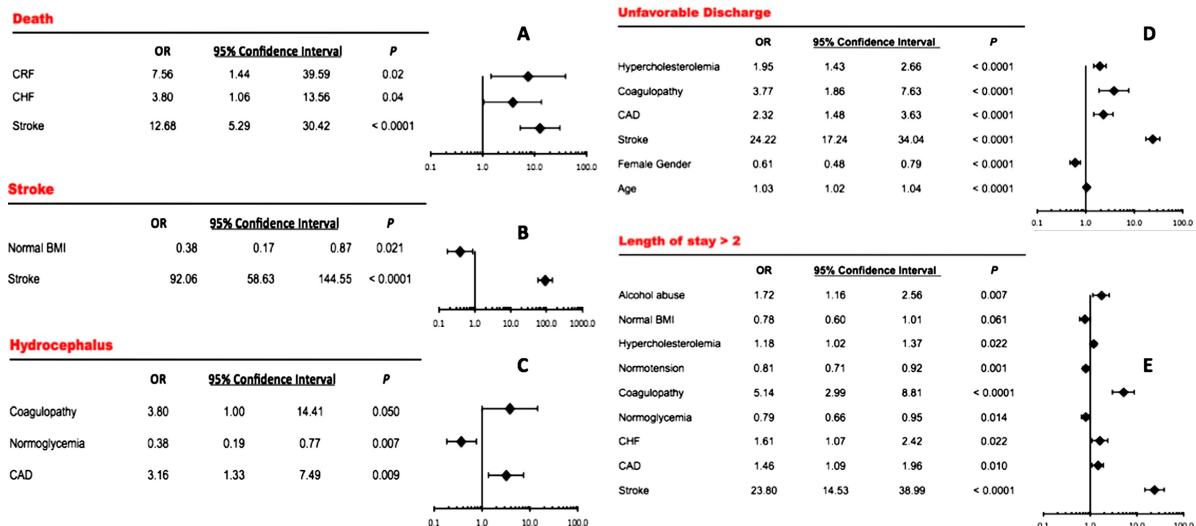 Death
A
OR 95% Confidence Interval P
CRF 7.56 1.44 39.59 0.02
CHF 3.80 1.06 13.56 0.04
Stroke 12.68 5.29 30.42 < 0.0001
0.1 1.0 10.0 100.0
Stroke
B
OR 95% Confidence Interval P
Normal BMI 0.38 0.17 0.87 0.021
Stroke 92.06 58.63 144.55 < 0.0001
0.1 1.0 10.0 100.0 1000.0
Hydrocephalus
C
OR 95% Confidence Interval P
Coagulopathy 3.80 1.00 14.41 0.050
Normoglycemia 0.38 0.19 0.77 0.007
CAD 3.16 1.33 7.49 0.009
0.1 1.0 10.0 100.0
Unfavorable Discharge
D
OR 95% Confidence Interval P
Hypercholesterolemia 1.95 1.43 2.66 < 0.0001
Coagulopathy 3.77 1.86 7.63 < 0.0001
CAD 2.32 1.48 3.63 < 0.0001
Stroke 24.22 17.24 34.04 < 0.0001
Female Gender 0.61 0.48 0.79 < 0.0001
Age 1.03 1.02 1.04 < 0.0001
0.1 1.0 10.0 100.0
Length of stay > 2
OR 95% Confidence Interval P
Alcohol abuse 1.72 1.16 2.56 0.007
Normal BMI 0.78 0.60 1.01 0.061
Hypercholesterolemia 1.18 1.02 1.37 0.022
E
Normotension 0.81 0.71 0.92 0.001
Coagulopathy 5.14 2.99 8.81 < 0.0001
Normoglycemia 0.79 0.66 0.95 0.014
CHF 1.61 1.07 2.42 0.022
CAD 1.46 1.09 1.96 0.010
Stroke 23.80 14.53 38.99 < 0.0001
0.1 1.0 10.0 100.0